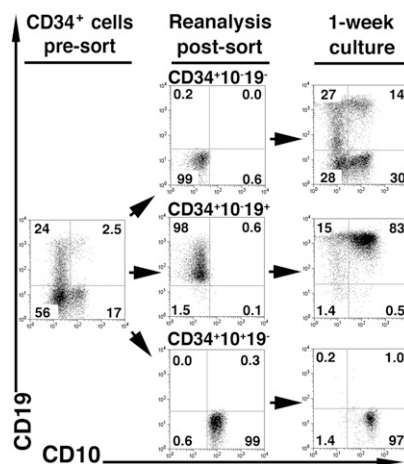 CD34+ cells pre-sort
Reanalysis post-sort
1-week culture
CD34+10-19-
0.2 0.0
99 0.6
27 14
28 30
CD34+10-19+
24 2.5
56 17
98 0.6
1.5 0.1
15 83
1.4 0.5
CD34+10+19-
0.0 0.3
0.6 99
0.2 1.0
1.4 97
CD19
CD10